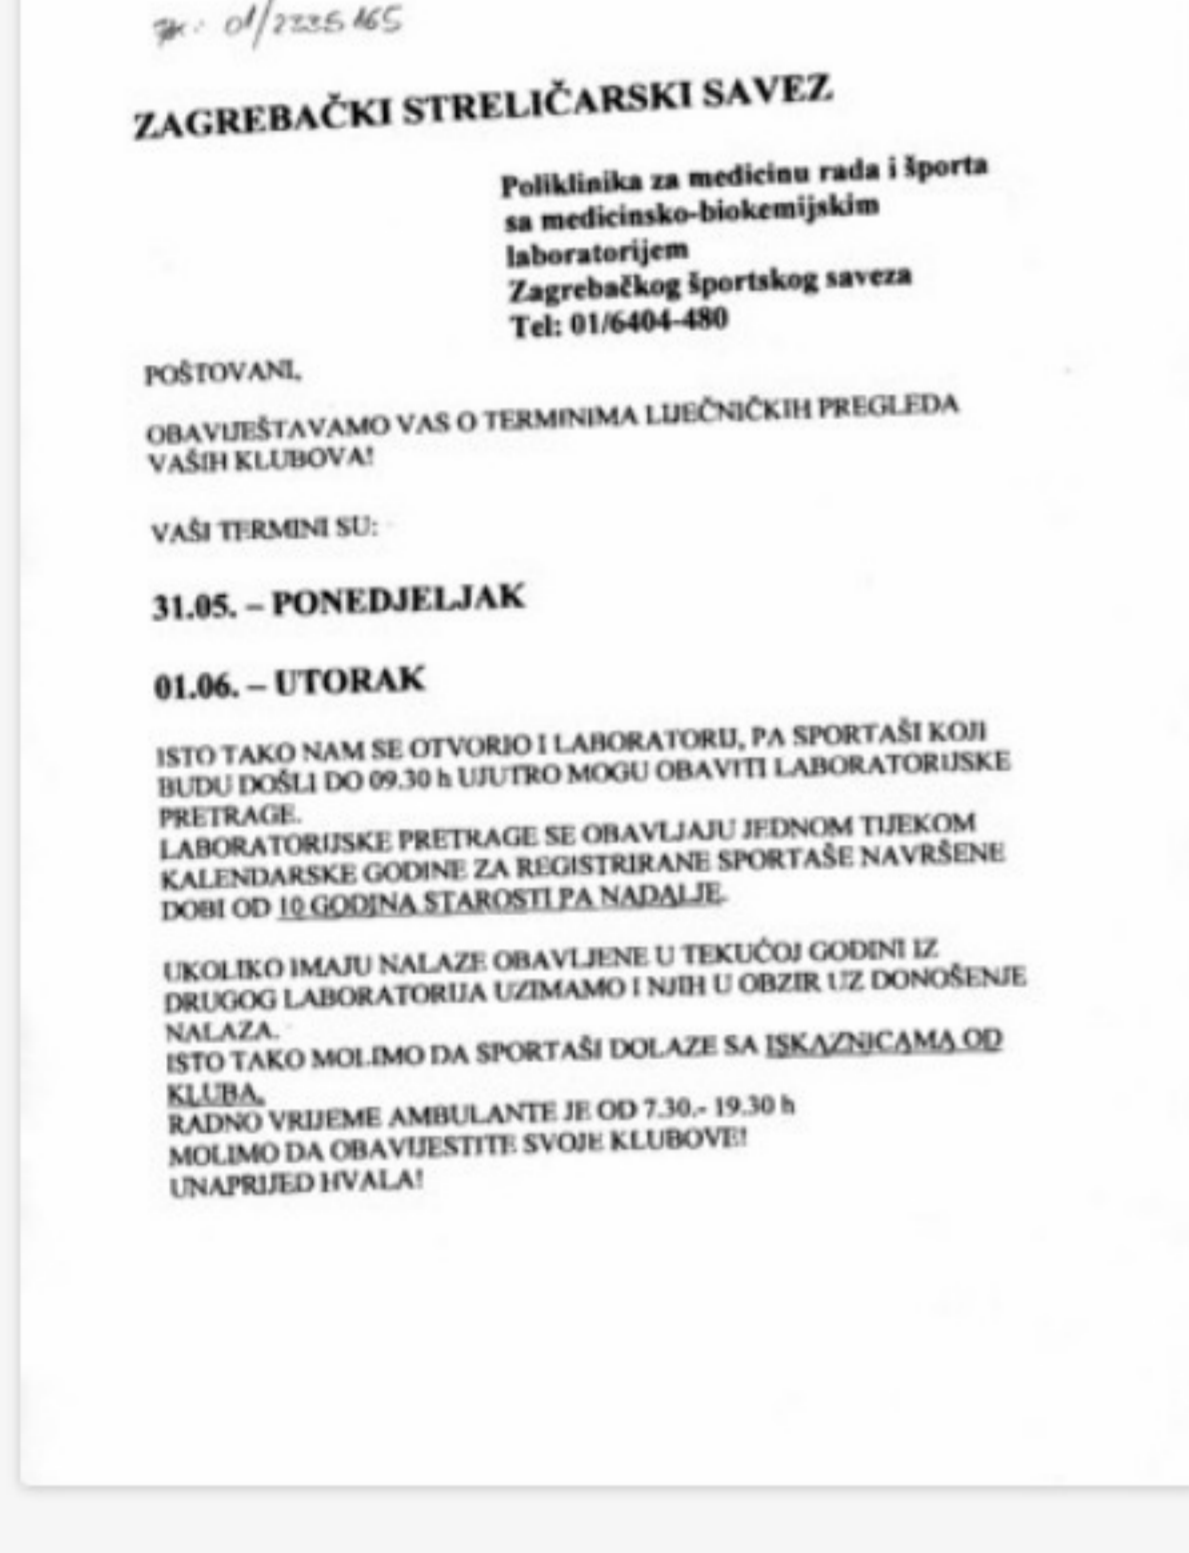 01/2335165
ZAGREBAČKI STRELIČARSKI SAVEZ
Poliklinika za medicinu rada i športa
sa medicinsko-biokemijskim
laboratorijem
Zagrebačkog športskog saveza
Tel: 01/6404-480
POŠTOVANI,
OBAVIJEŠTAVAMO VAS O TERMINIMA LIJEČNIČKIH PREGLEDA
VAŠIH KLUBOVA!
VAŠI TERMINI SU:
31.05. – PONEDJELJAK
01.06. – UTORAK
ISTO TAKO NAM SE OTVORIO I LABORATORIJ, PA SPORTAŠI KOJI
BUDU DOŠLI DO 09.30 h UJUTRO MOGU OBAVITI LABORATORIJSKE
PRETRAGE.
LABORATORIJSKE PRETRAGE SE OBAVLJAJU JEDNOM TIJEKOM
KALENDARSKE GODINE ZA REGISTRIRANE SPORTAŠE NAVRŠENE
DOBI OD 10 GODINA STAROSTI PA NADALJE.
UKOLIKO IMAJU NALAZE OBAVLJENE U TEKUĆOJ GODINI IZ
DRUGOG LABORATORIJA UZIMAMO I NJIH U OBZIR UZ DONOŠENJE
NALAZA.
ISTO TAKO MOLIMO DA SPORTAŠI DOLAZE SA ISKAZNICAMA OD
KLUBA.
RADNO VRIJEME AMBULANTE JE OD 7.30.- 19.30 h
MOLIMO DA OBAVIJESTITE SVOJE KLUBOVE!
UNAPRIJED HVALA!